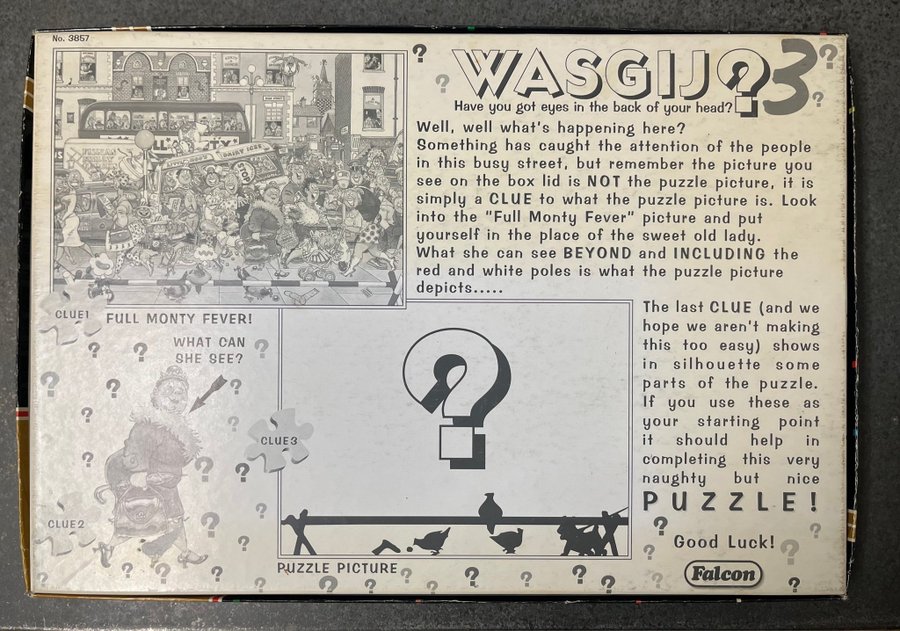 No. 3857
WASGIJ? 3
Have you got eyes in the back of your head?
Well, well what's happening here?
Something has caught the attention of the people
in this busy street, but remember the picture you
see on the box lid is NOT the puzzle picture, it is
simply a CLUE to what the puzzle picture is. Look
into the "Full Monty Fever" picture and put
yourself in the place of the sweet old lady.
What she can see BEYOND and INCLUDING the
red and white poles is what the puzzle picture
depicts.....
DAIRY ICES
STOP
CLUE1
FULL MONTY FEVER!
WHAT CAN
SHE SEE?
CLUE2
CLUE3
The last CLUE (and we
hope we aren't making
this too easy) shows
in silhouette some
parts of the puzzle.
If you use these as
your starting point
it should help in
completing this very
naughty but nice
PUZZLE!
Good Luck!
Falcon
PUZZLE PICTURE